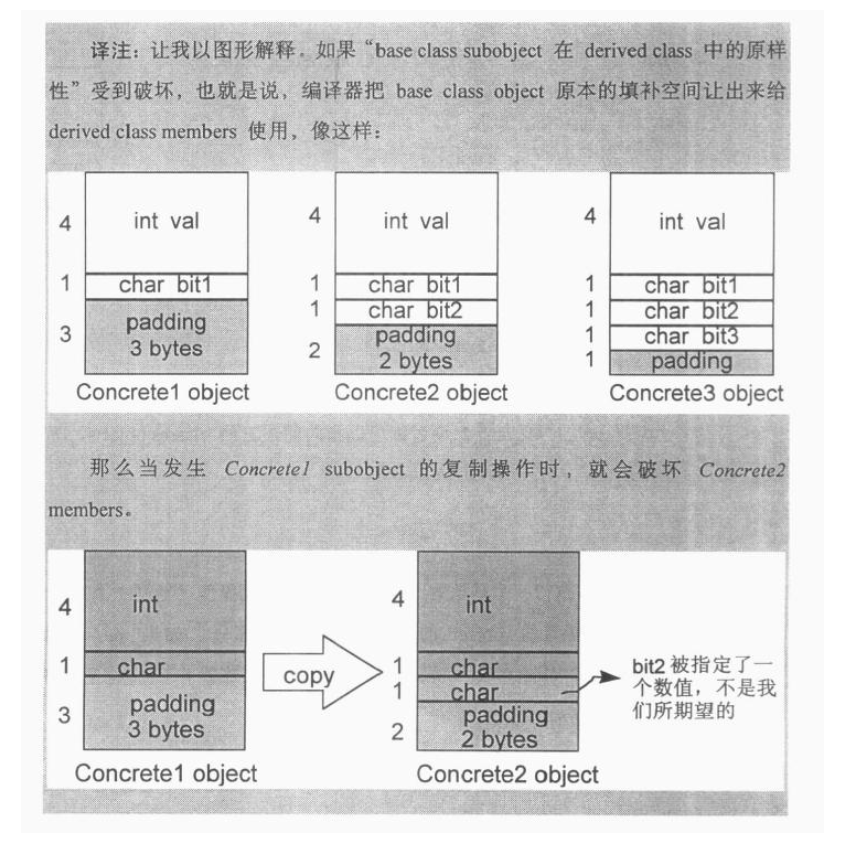 译注：让我以图形解释。如果“base class subobject 在 derived class 中的原样
性”受到破坏，也就是说，编译器把 base class object 原本的填补空间让出来给
derived class members 使用，像这样：
4 int val 4 int val 4 int val
1 char bit1 1 char bit1 1 char bit1
1 char bit2 1 char bit2
3 padding 3 bytes 2 padding 2 bytes 1 char bit3
1 padding
Concrete1 object Concrete2 object Concrete3 object
那么当发生 Concrete1 subobject 的复制操作时，就会破坏 Concrete2
members。
4 int 4 int
1 char copy 1 char
1 char
3 padding 3 bytes 2 padding 2 bytes
bit2 被指定了一
个数值，不是我
们所期望的
Concrete1 object Concrete2 object